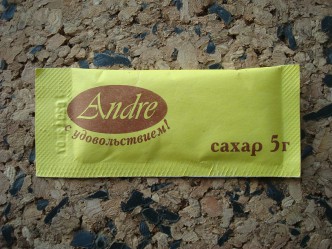 Andre
удовольствием!
сахар 5г